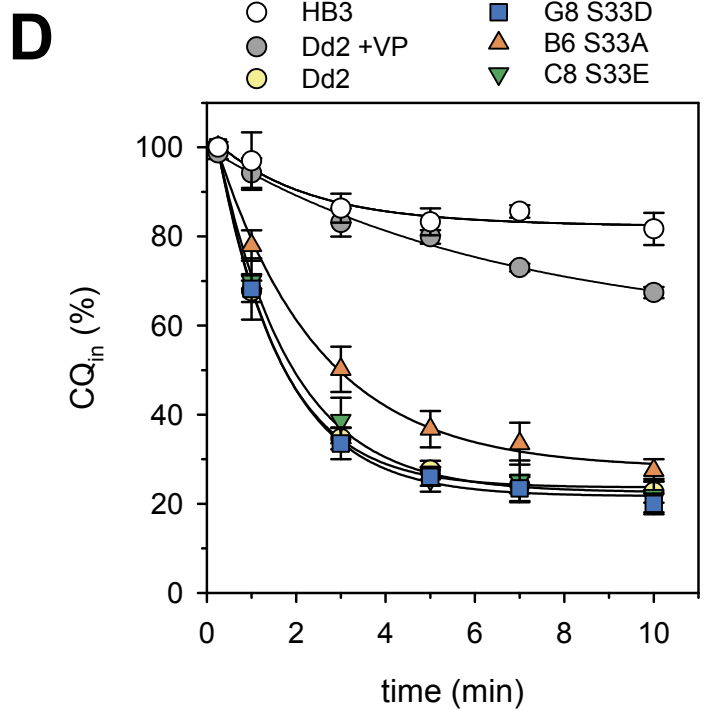 D
HB3
Dd2 +VP
Dd2
G8 S33D
B6 S33A
C8 S33E
CQin (%)
100
80
60
40
20
0
0 2 4 6 8 10
time (min)